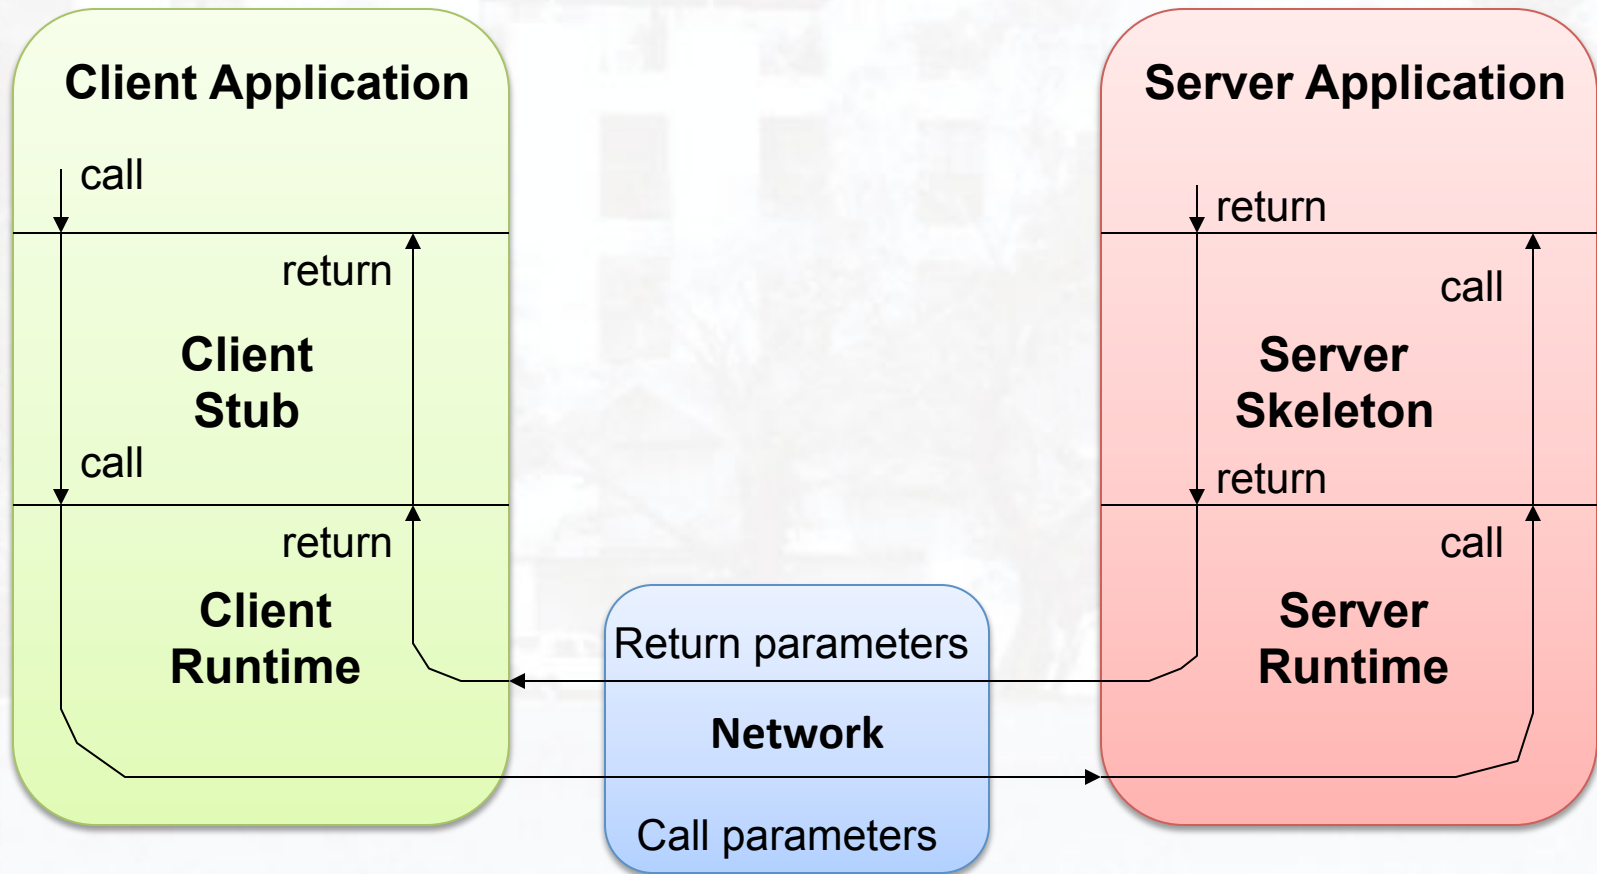 Client Application
call
return
Client
Stub
call
return
Client
Runtime
Return parameters
Network
Call parameters
Server Application
return
call
Server
Skeleton
return
call
Server
Runtime